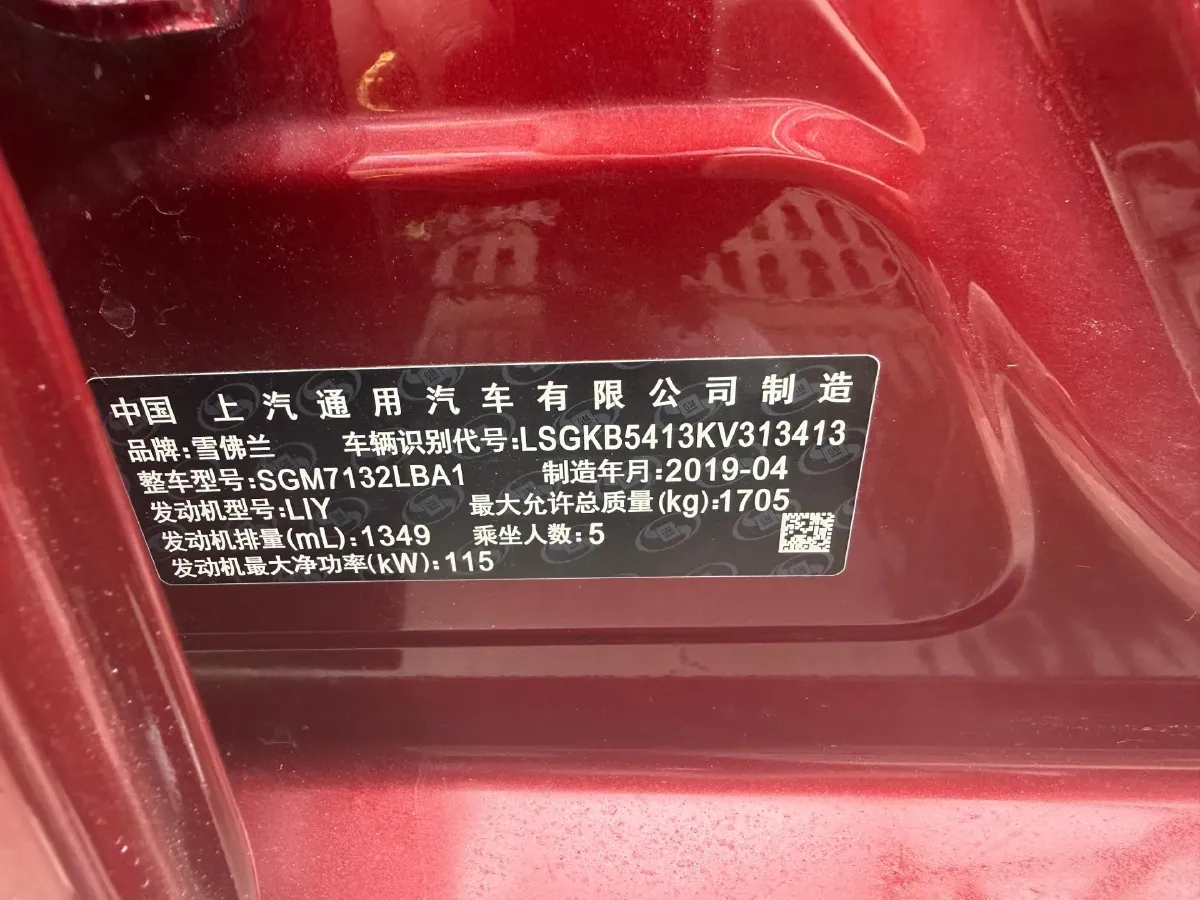 中国 上汽通用汽车有限公司制造
品牌:雪佛兰 车辆识别代号:LSGKB5413KV313413
整车型号:SGM7132LBA1 制造年月:2019-04
发动机型号:LIY 最大允许总质量(kg):1705
发动机排量(mL):1349 乘坐人数:5
发动机最大净功率(kW):115